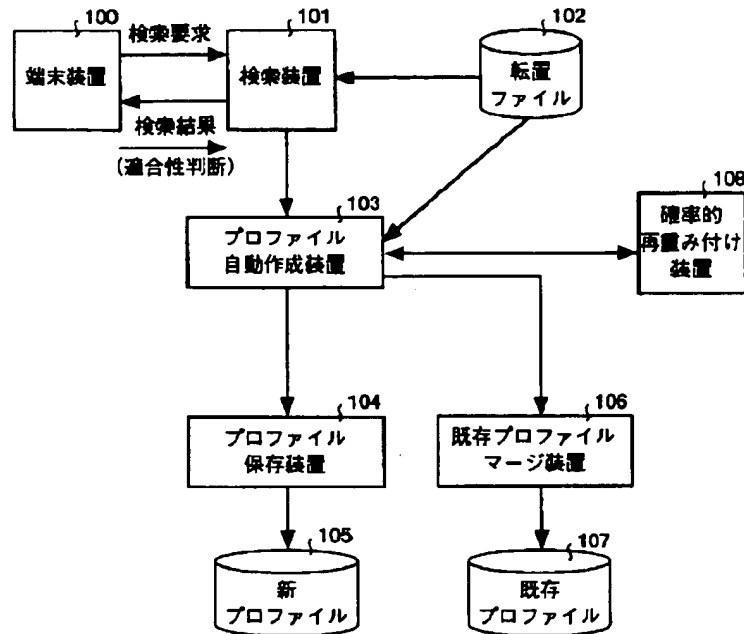 100
端末装置
検索要求
101
検索装置
102
転置
ファイル
検索結果
(適合性判断)
103
プロファイル
自動作成装置
108
確率的
再重み付け
装置
104
プロファイル
保存装置
106
既存プロファイル
マージ装置
105
新
プロファイル
107
既存
プロファイル